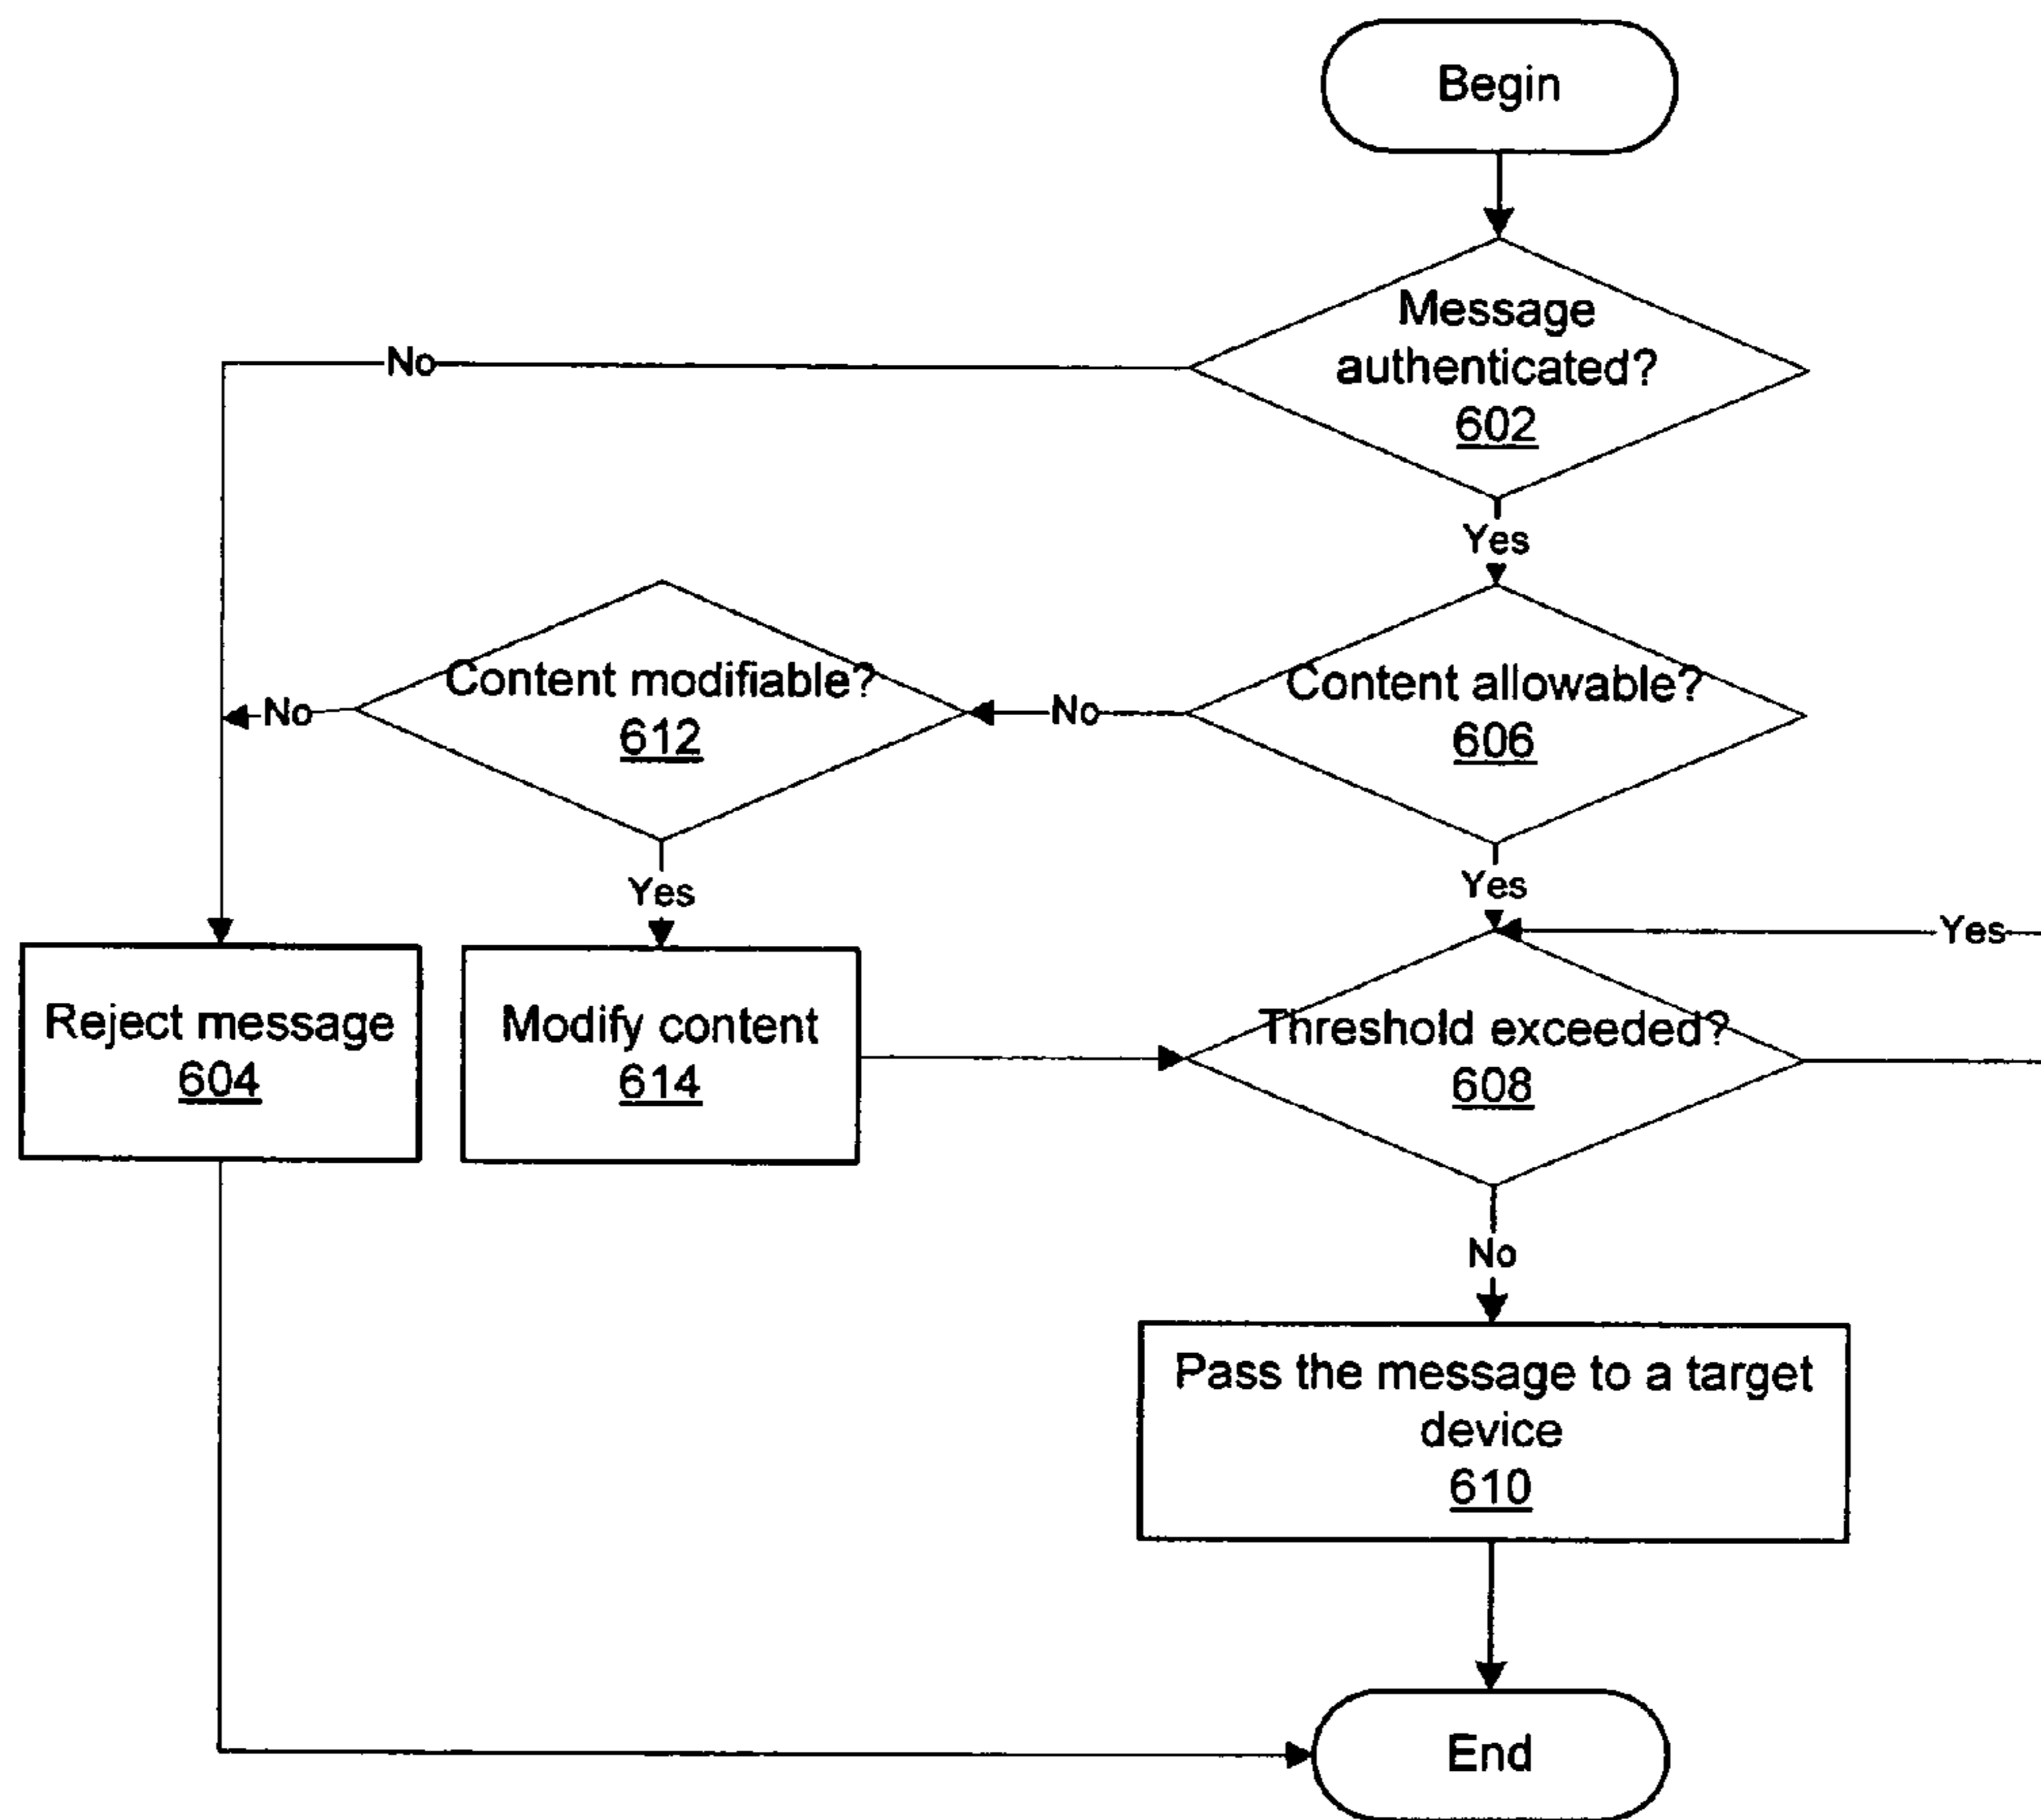 Begin
Message
authenticated?
602
No
Yes
Content modifiable?
612
No
No
Content allowable?
606
Yes
Yes
Yes
Reject message
604
Modify content
614
Threshold exceeded?
608
No
Pass the message to a target
device
610
End